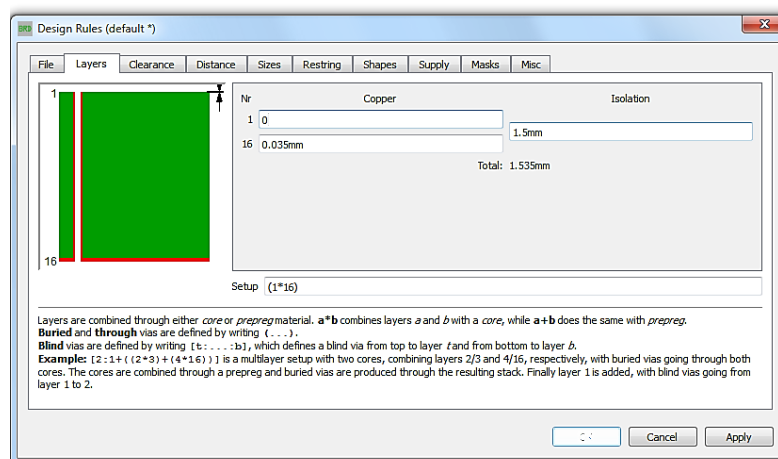 BRD Design Rules (default *)
File Layers Clearance Distance Sizes Restring Shapes Supply Masks Misc
1
16
Nr Copper Isolation
1 0
1.5mm
16 0.035mm
Total: 1.535mm
Setup (1*16)
Layers are combined through either core or prepreg material. a*b combines layers a and b with a core, while a+b does the same with prepreg.
Buried and through vias are defined by writing (...).
Blind vias are defined by writing [t:...:b], which defines a blind via from top to layer t and from bottom to layer b.
Example: [2:1+((2*3)+(4*16))] is a multilayer setup with two cores, combining layers 2/3 and 4/16, respectively, with buried vias going through both
cores. The cores are combined through a prepreg and buried vias are produced through the resulting stack. Finally layer 1 is added, with blind vias going from
layer 1 to 2.
Cancel Apply